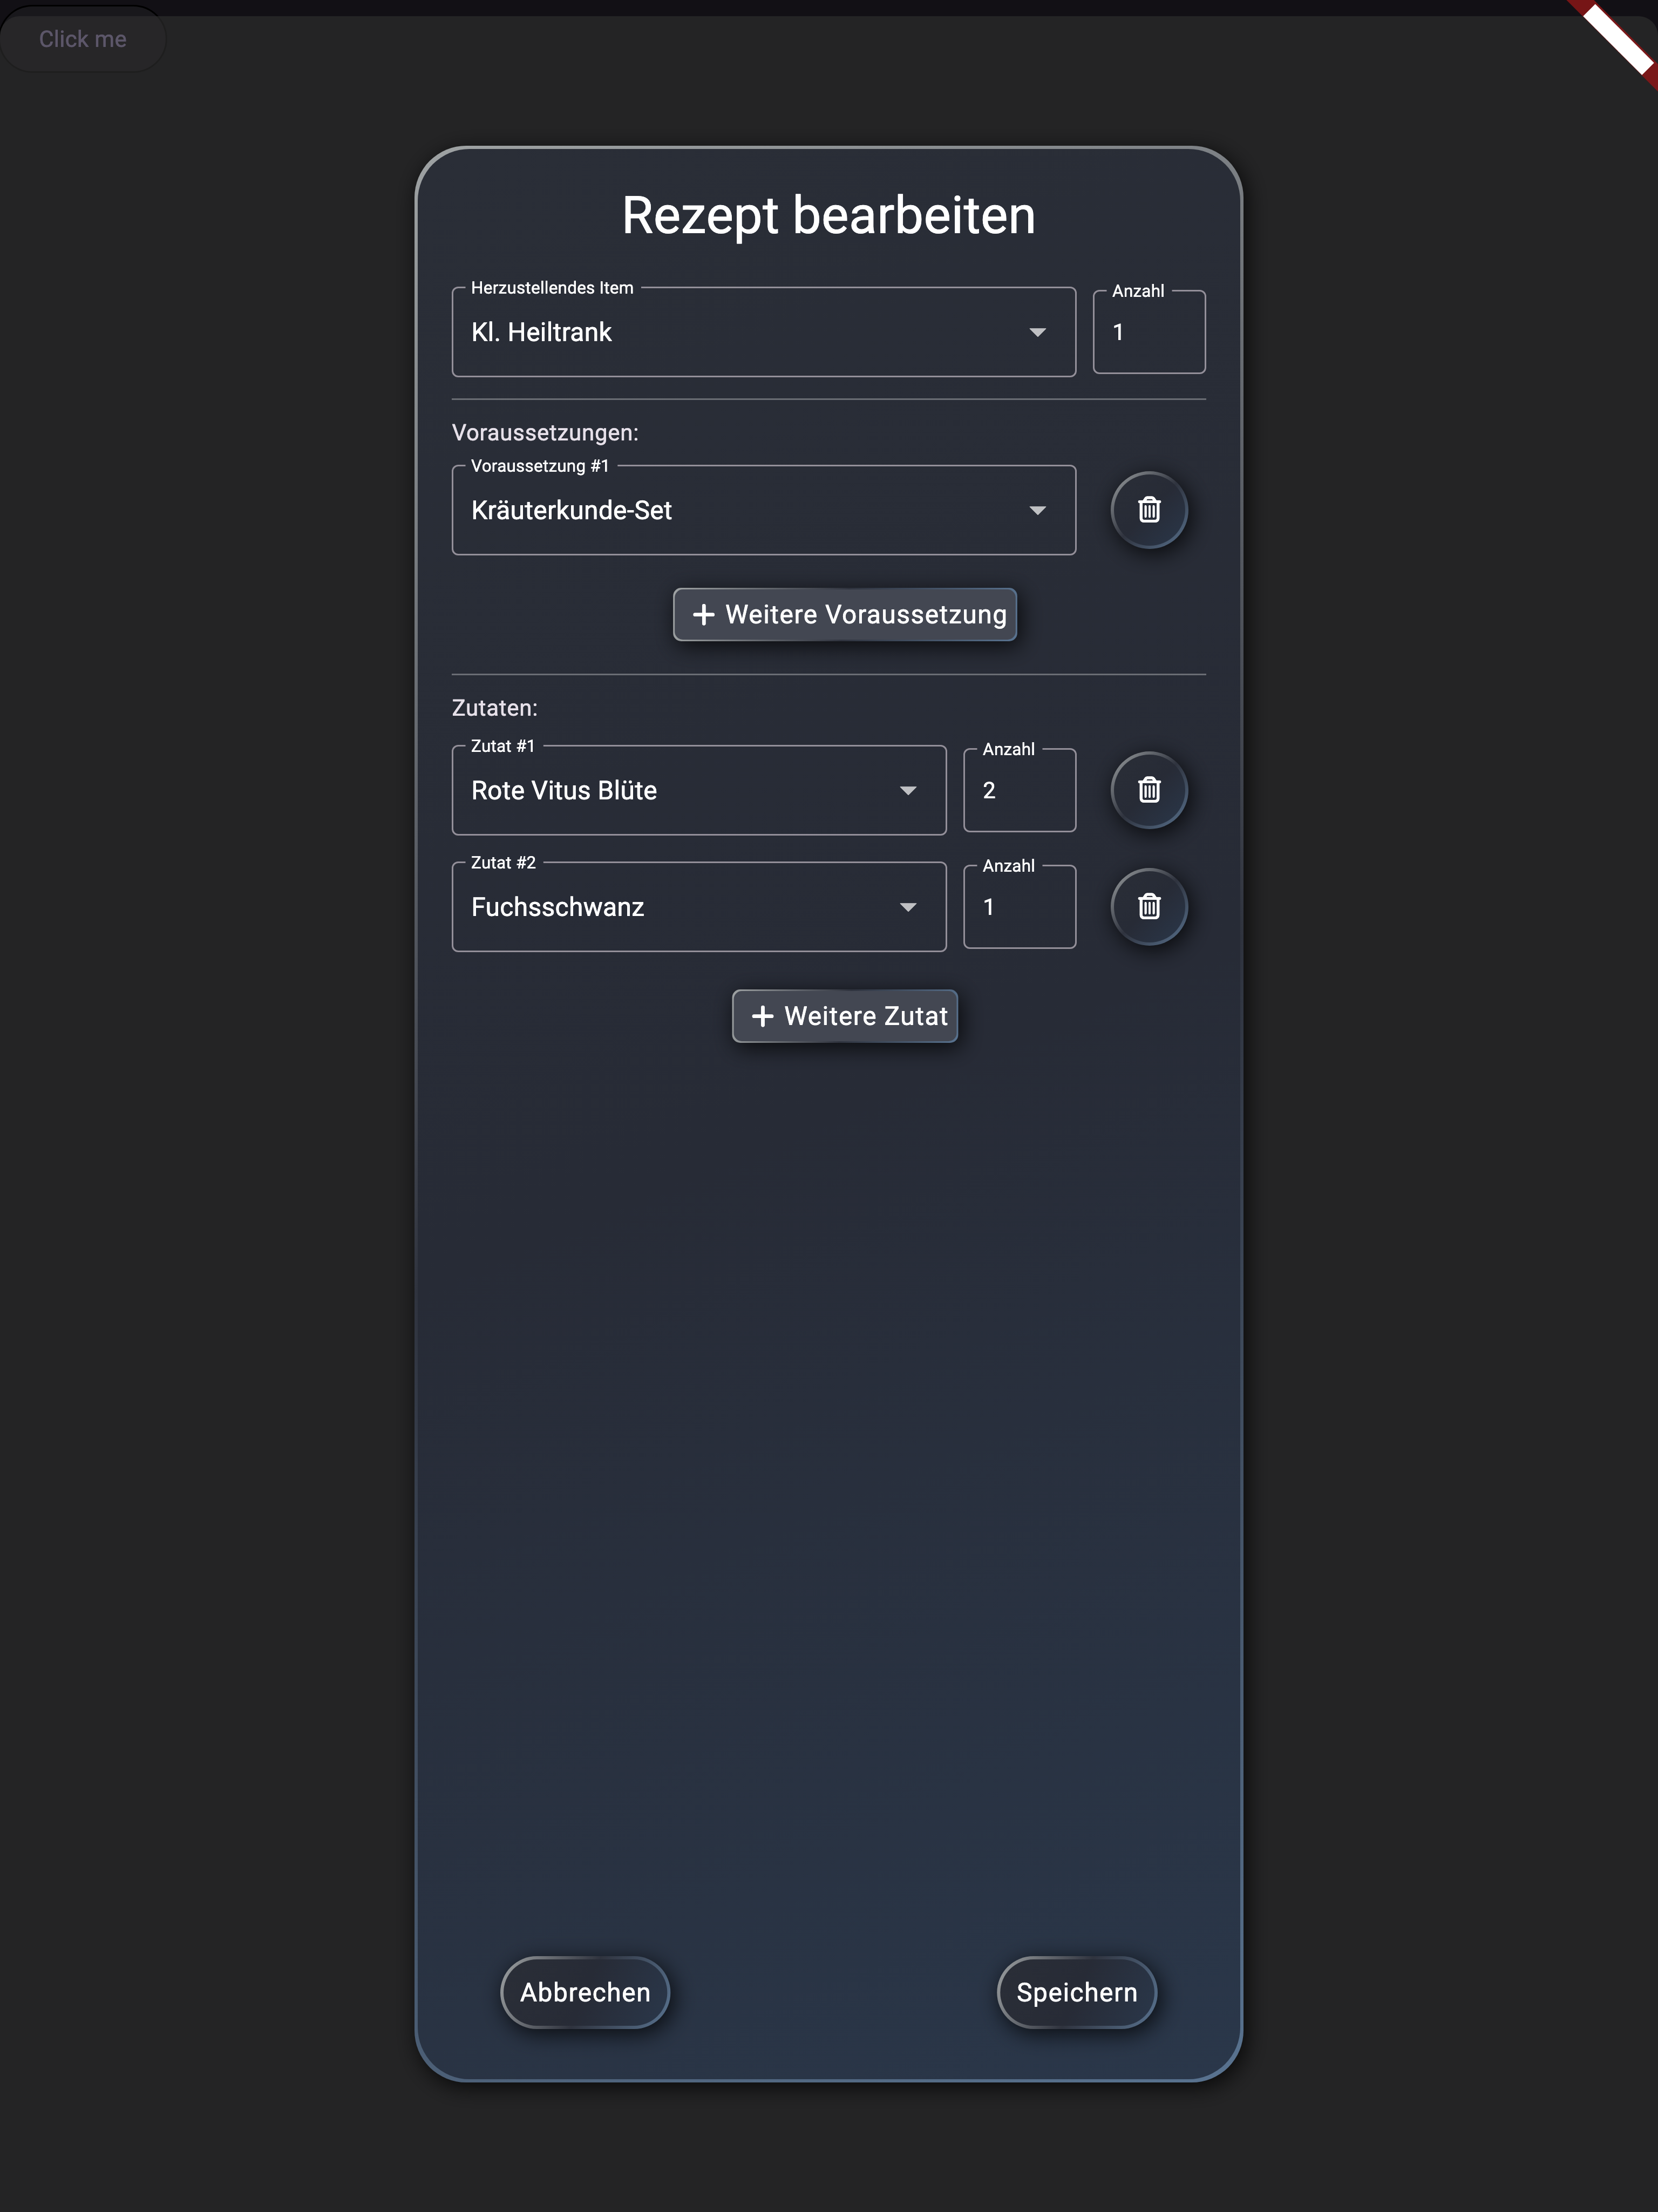 Click me
Rezept bearbeiten
Herzustellendes Item
Anzahl
Kl. Heiltrank
1
Voraussetzungen:
Voraussetzung #1
Kräuterkunde-Set
+ Weitere Voraussetzung
Zutaten:
Zutat #1
Anzahl
Rote Vitus Blüte
2
Zutat #2
Anzahl
Fuchsschwanz
1
+ Weitere Zutat
Abbrechen
Speichern